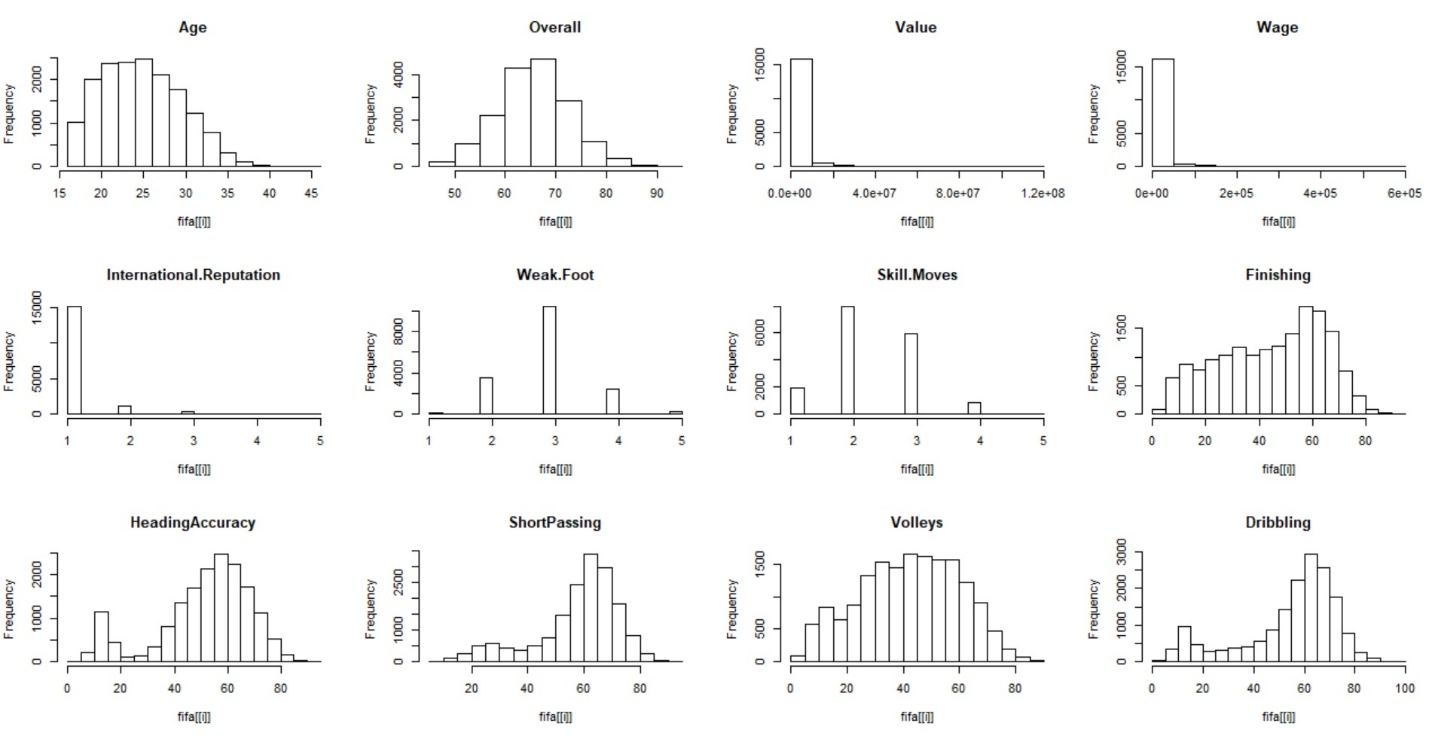 Age Overall Value Wage
Frequency 0 1000 2000
15 20 25 30 35 40 45
fifa[[i]]
Frequency 0 2000 4000
50 60 70 80 90
fifa[[i]]
Frequency 0 5000 15000
0.0e+00 4.0e+07 8.0e+07 1.2e+08
fifa[[i]]
Frequency 0 5000 15000
0e+00 2e+05 4e+05 6e+05
fifa[[i]]
International.Reputation Weak.Foot Skill.Moves Finishing
Frequency 0 5000 15000
1 2 3 4 5
fifa[[i]]
Frequency 0 4000 8000
1 2 3 4 5
fifa[[i]]
Frequency 0 2000 6000
1 2 3 4 5
fifa[[i]]
Frequency 0 500 1500
0 20 40 60 80
fifa[[i]]
HeadingAccuracy ShortPassing Volleys Dribbling
Frequency 0 1000 2000
0 20 40 60 80
fifa[[i]]
Frequency 0 1000 2500
20 40 60 80
fifa[[i]]
Frequency 0 500 1500
0 20 40 60 80
fifa[[i]]
Frequency 0 1000 2000 3000
0 20 40 60 80 100
fifa[[i]]